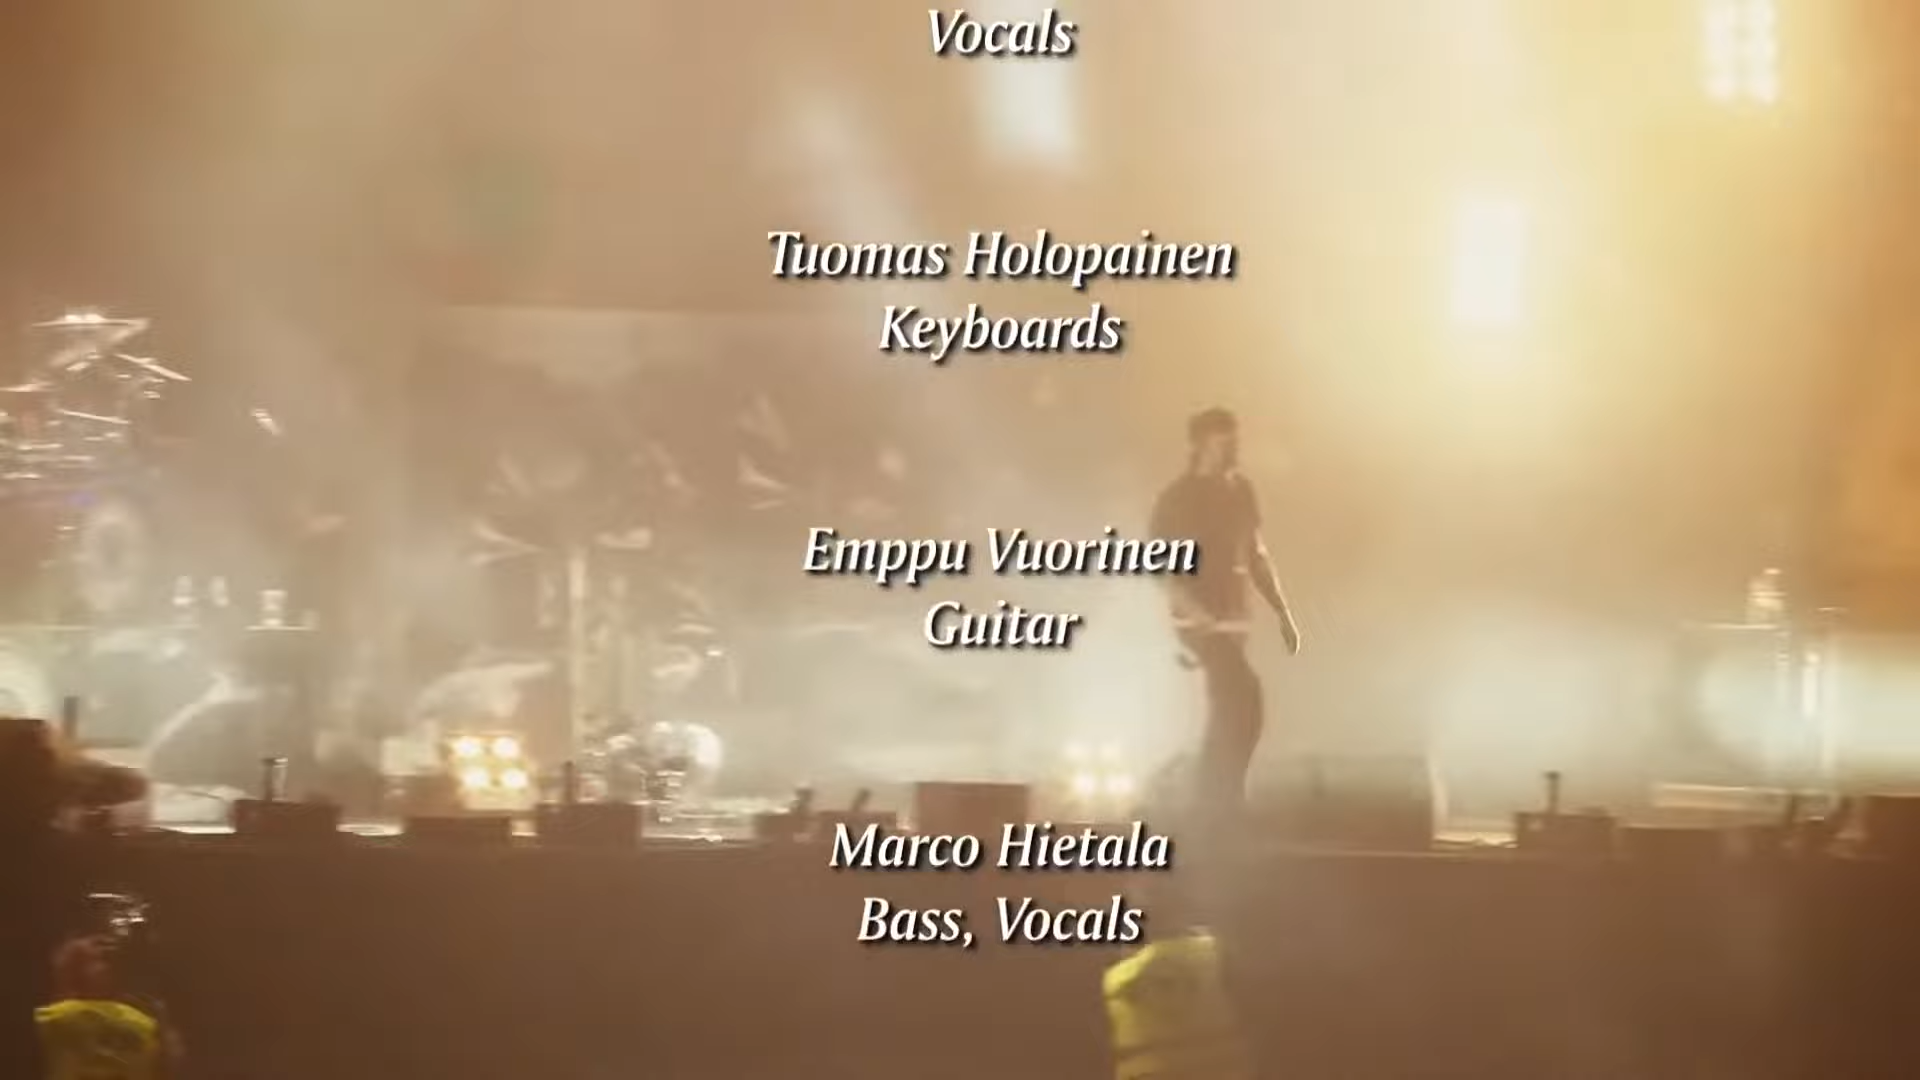 Vocals
Tuomas Holopainen
Keyboards
Emppu Vuorinen
Guitar
Marco Hietala
Bass, Vocals